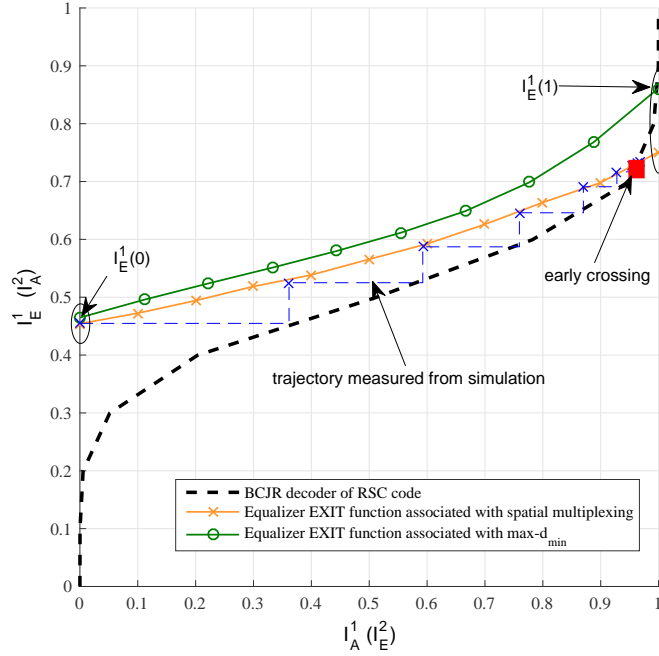 1
0.9
0.8
0.7
0.6
0.5
0.4
0.3
0.2
0.1
0
I_E^1 (I_A^2)
I_E^1(1)
I_E^1(0)
early crossing
trajectory measured from simulation
BCJR decoder of RSC code
Equalizer EXIT function associated with spatial multiplexing
Equalizer EXIT function associated with max-d_min
0 0.1 0.2 0.3 0.4 0.5 0.6 0.7 0.8 0.9 1
I_A^1 (I_E^2)